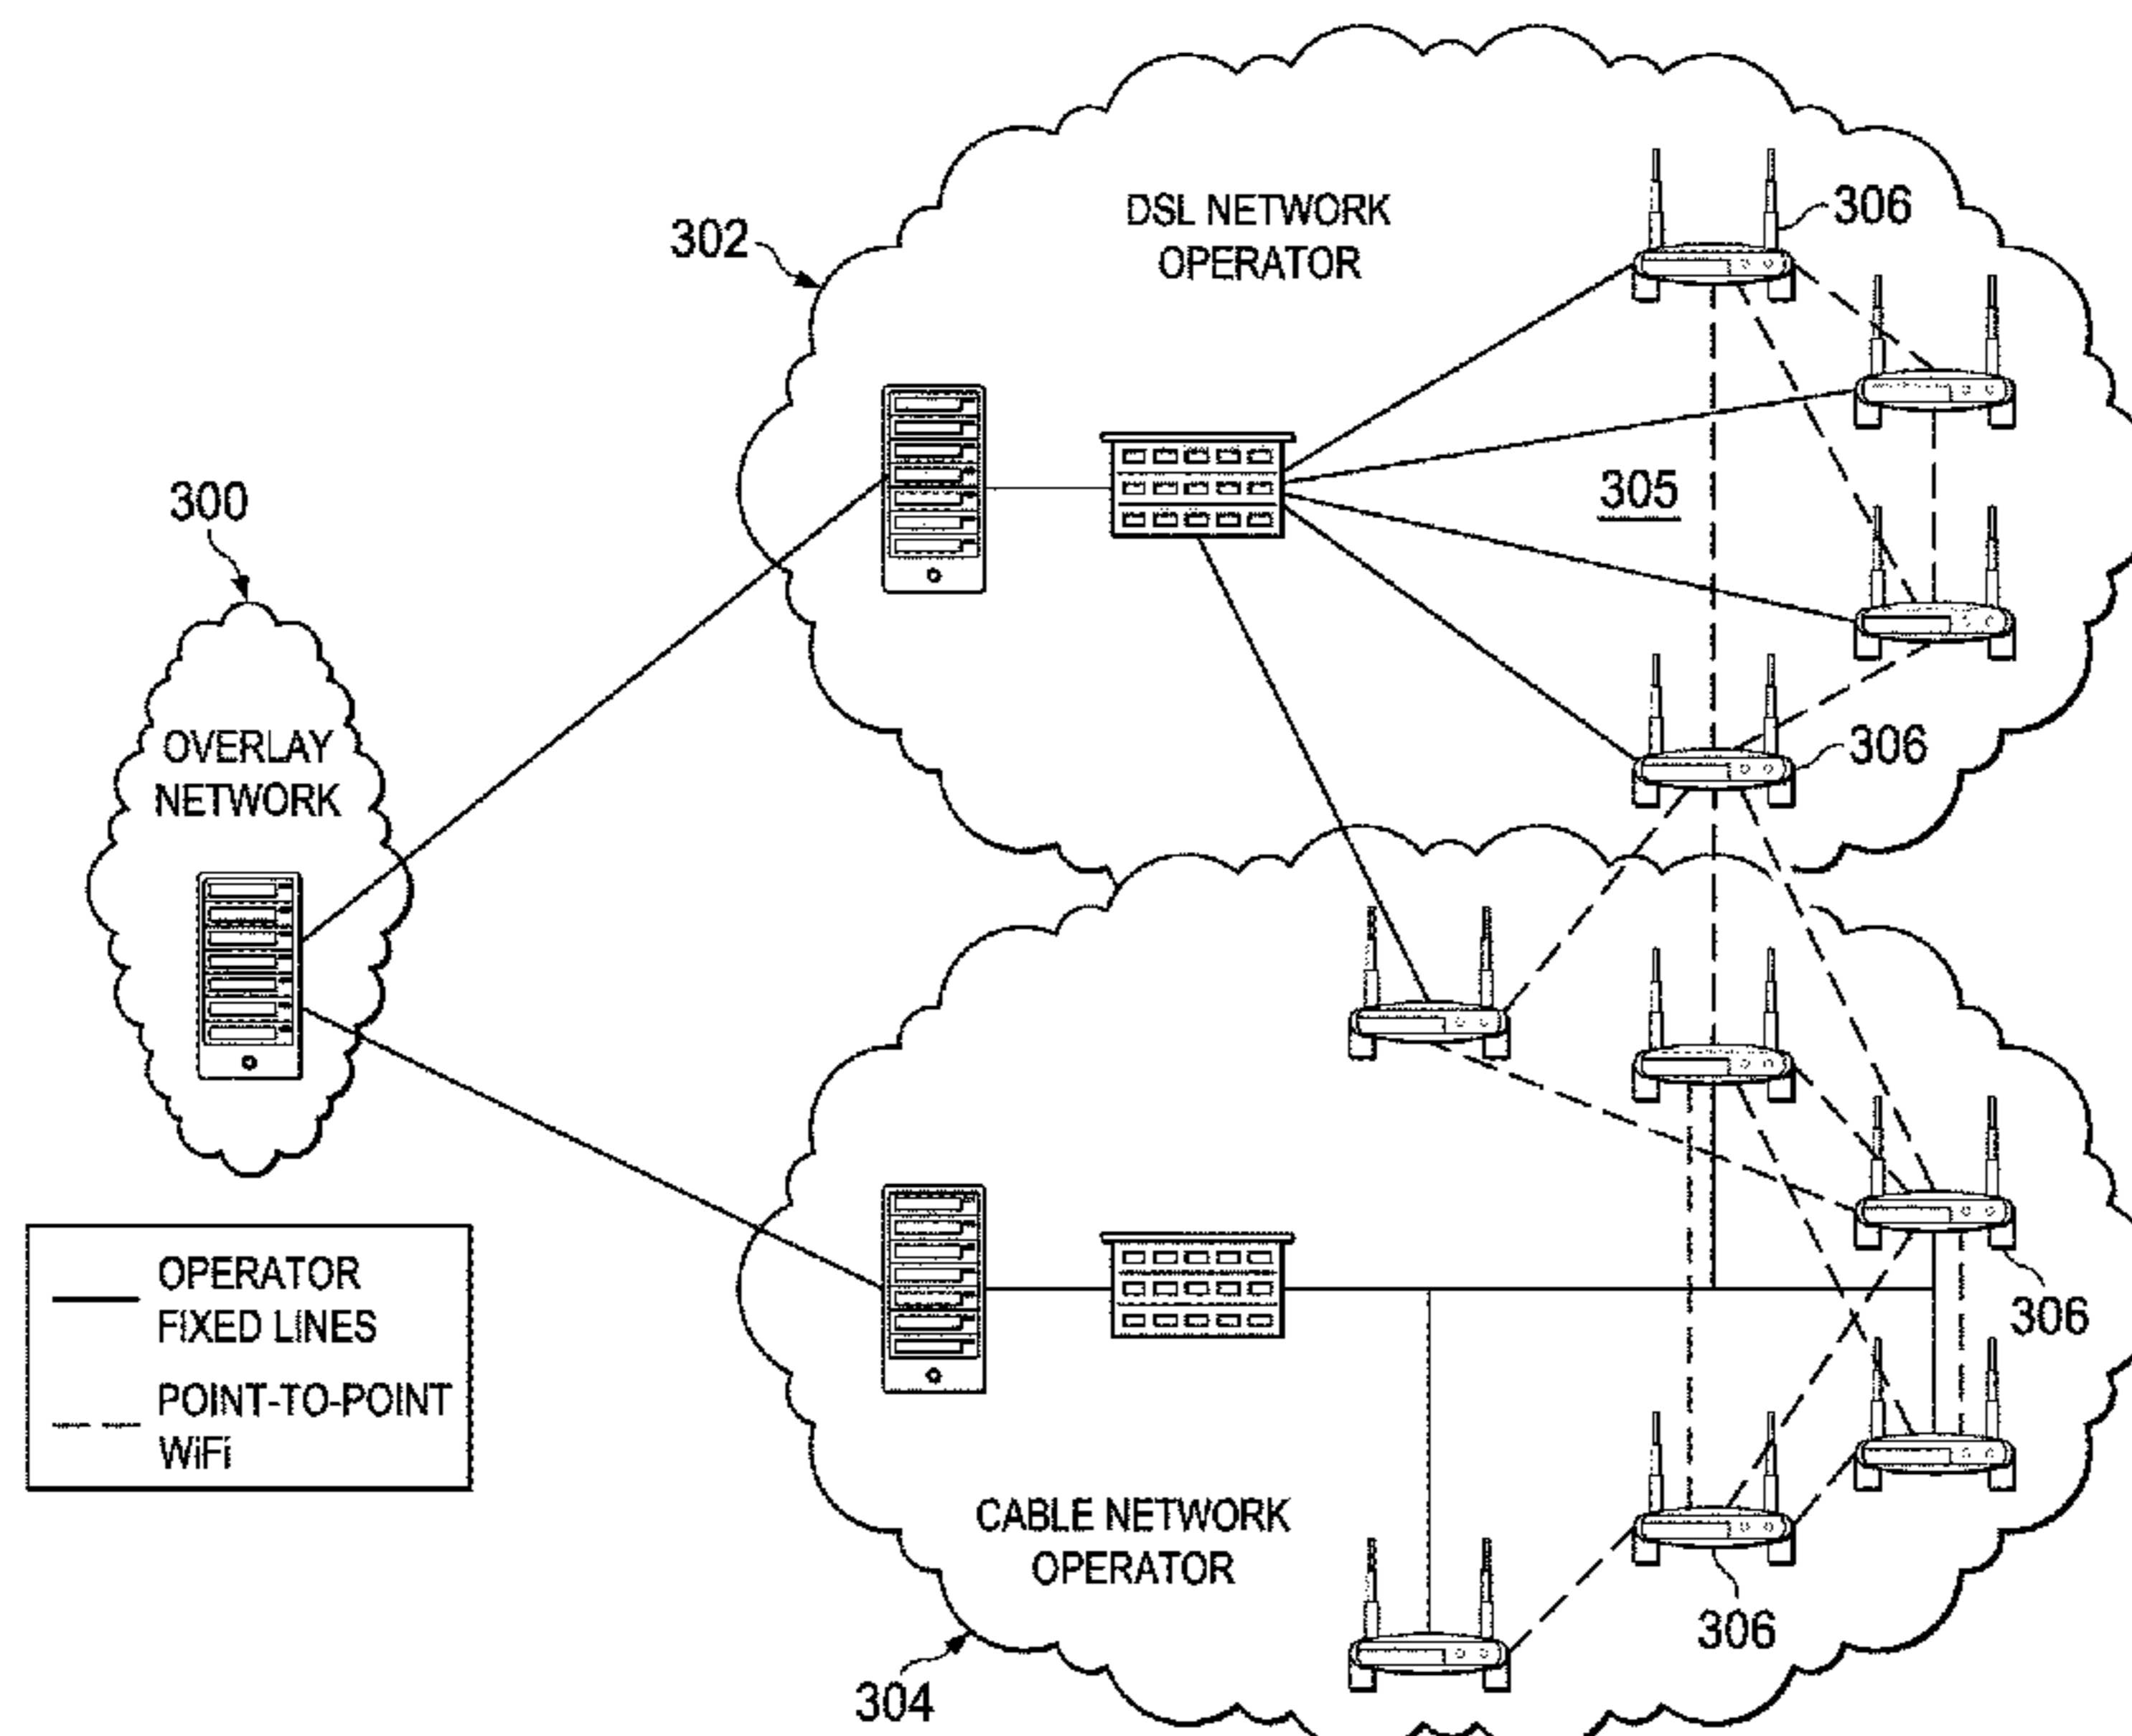 DSL NETWORK
OPERATOR
306
302
305
300
306
OVERLAY
NETWORK
OPERATOR
FIXED LINES
POINT-TO-POINT
WiFi
306
CABLE NETWORK
OPERATOR
306
304